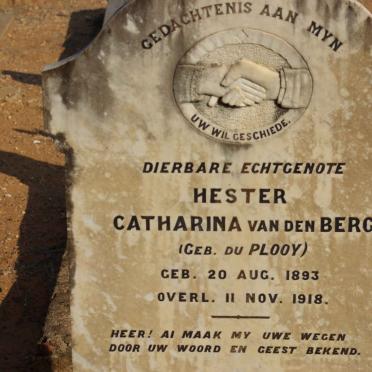 GEDACHTENIS AAN MYN
UW WIL GESCHIEDE.
DIERBARE ECHTGENOTE
HESTER
CATHARINA VAN DEN BERG
(GEB. DU PLOOY)
GEB. 20 AUG. 1893
OVERL. 11 NOV. 1918.
HEER! AI MAAK MY UWE WEGEN
DOOR UW WOORD EN GEEST BEKEND.